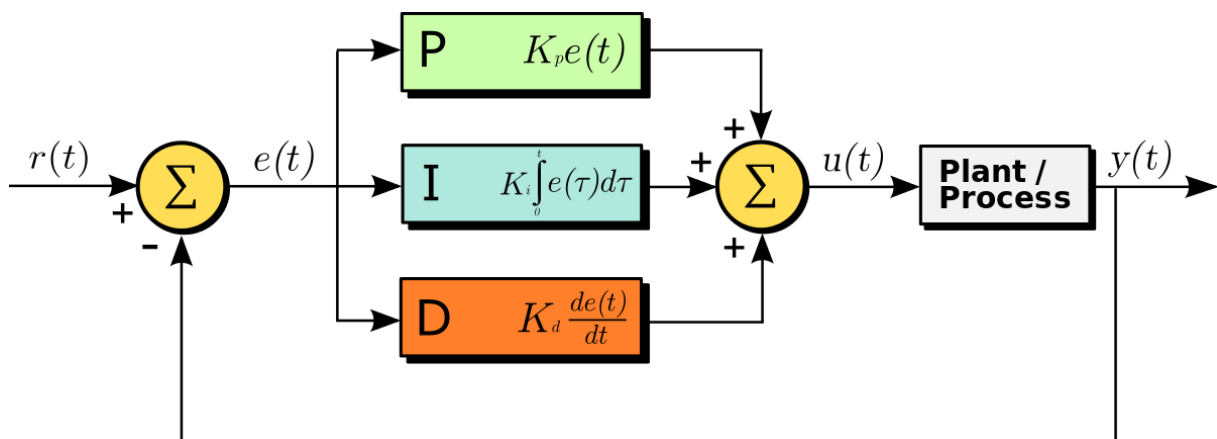 P K_p e(t)
r(t)
Σ
e(t)
I K_i ∫_0^t e(τ)dτ
Σ
u(t)
Plant /
Process
y(t)
+
-
+
+
+
D K_d de(t)/dt